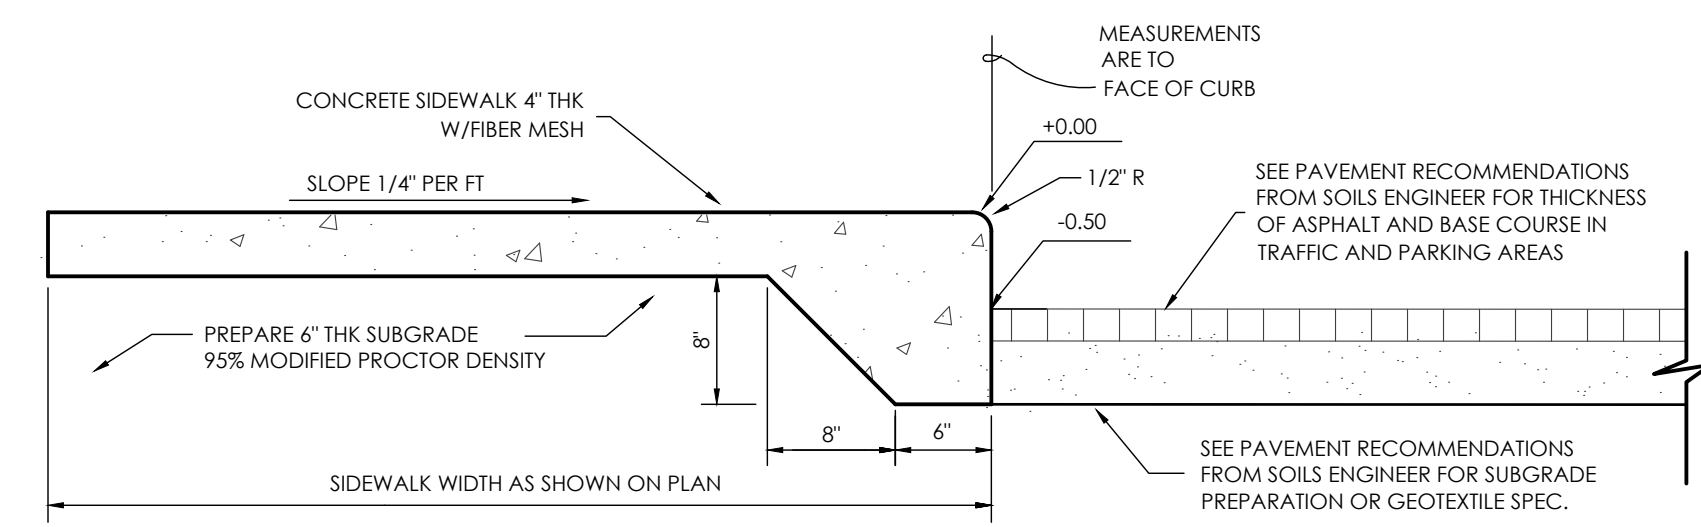 MEASUREMENTS
ARE TO
FACE OF CURB
CONCRETE SIDEWALK 4" THK
W/FIBER MESH
+0.00
SLOPE 1/4" PER FT
1/2" R
SEE PAVEMENT RECOMMENDATIONS
FROM SOILS ENGINEER FOR THICKNESS
OF ASPHALT AND BASE COURSE IN
TRAFFIC AND PARKING AREAS
-0.50
PREPARE 6" THK SUBGRADE
95% MODIFIED PROCTOR DENSITY
8"
8"
6"
SEE PAVEMENT RECOMMENDATIONS
FROM SOILS ENGINEER FOR SUBGRADE
PREPARATION OR GEOTEXTILE SPEC.
SIDEWALK WIDTH AS SHOWN ON PLAN